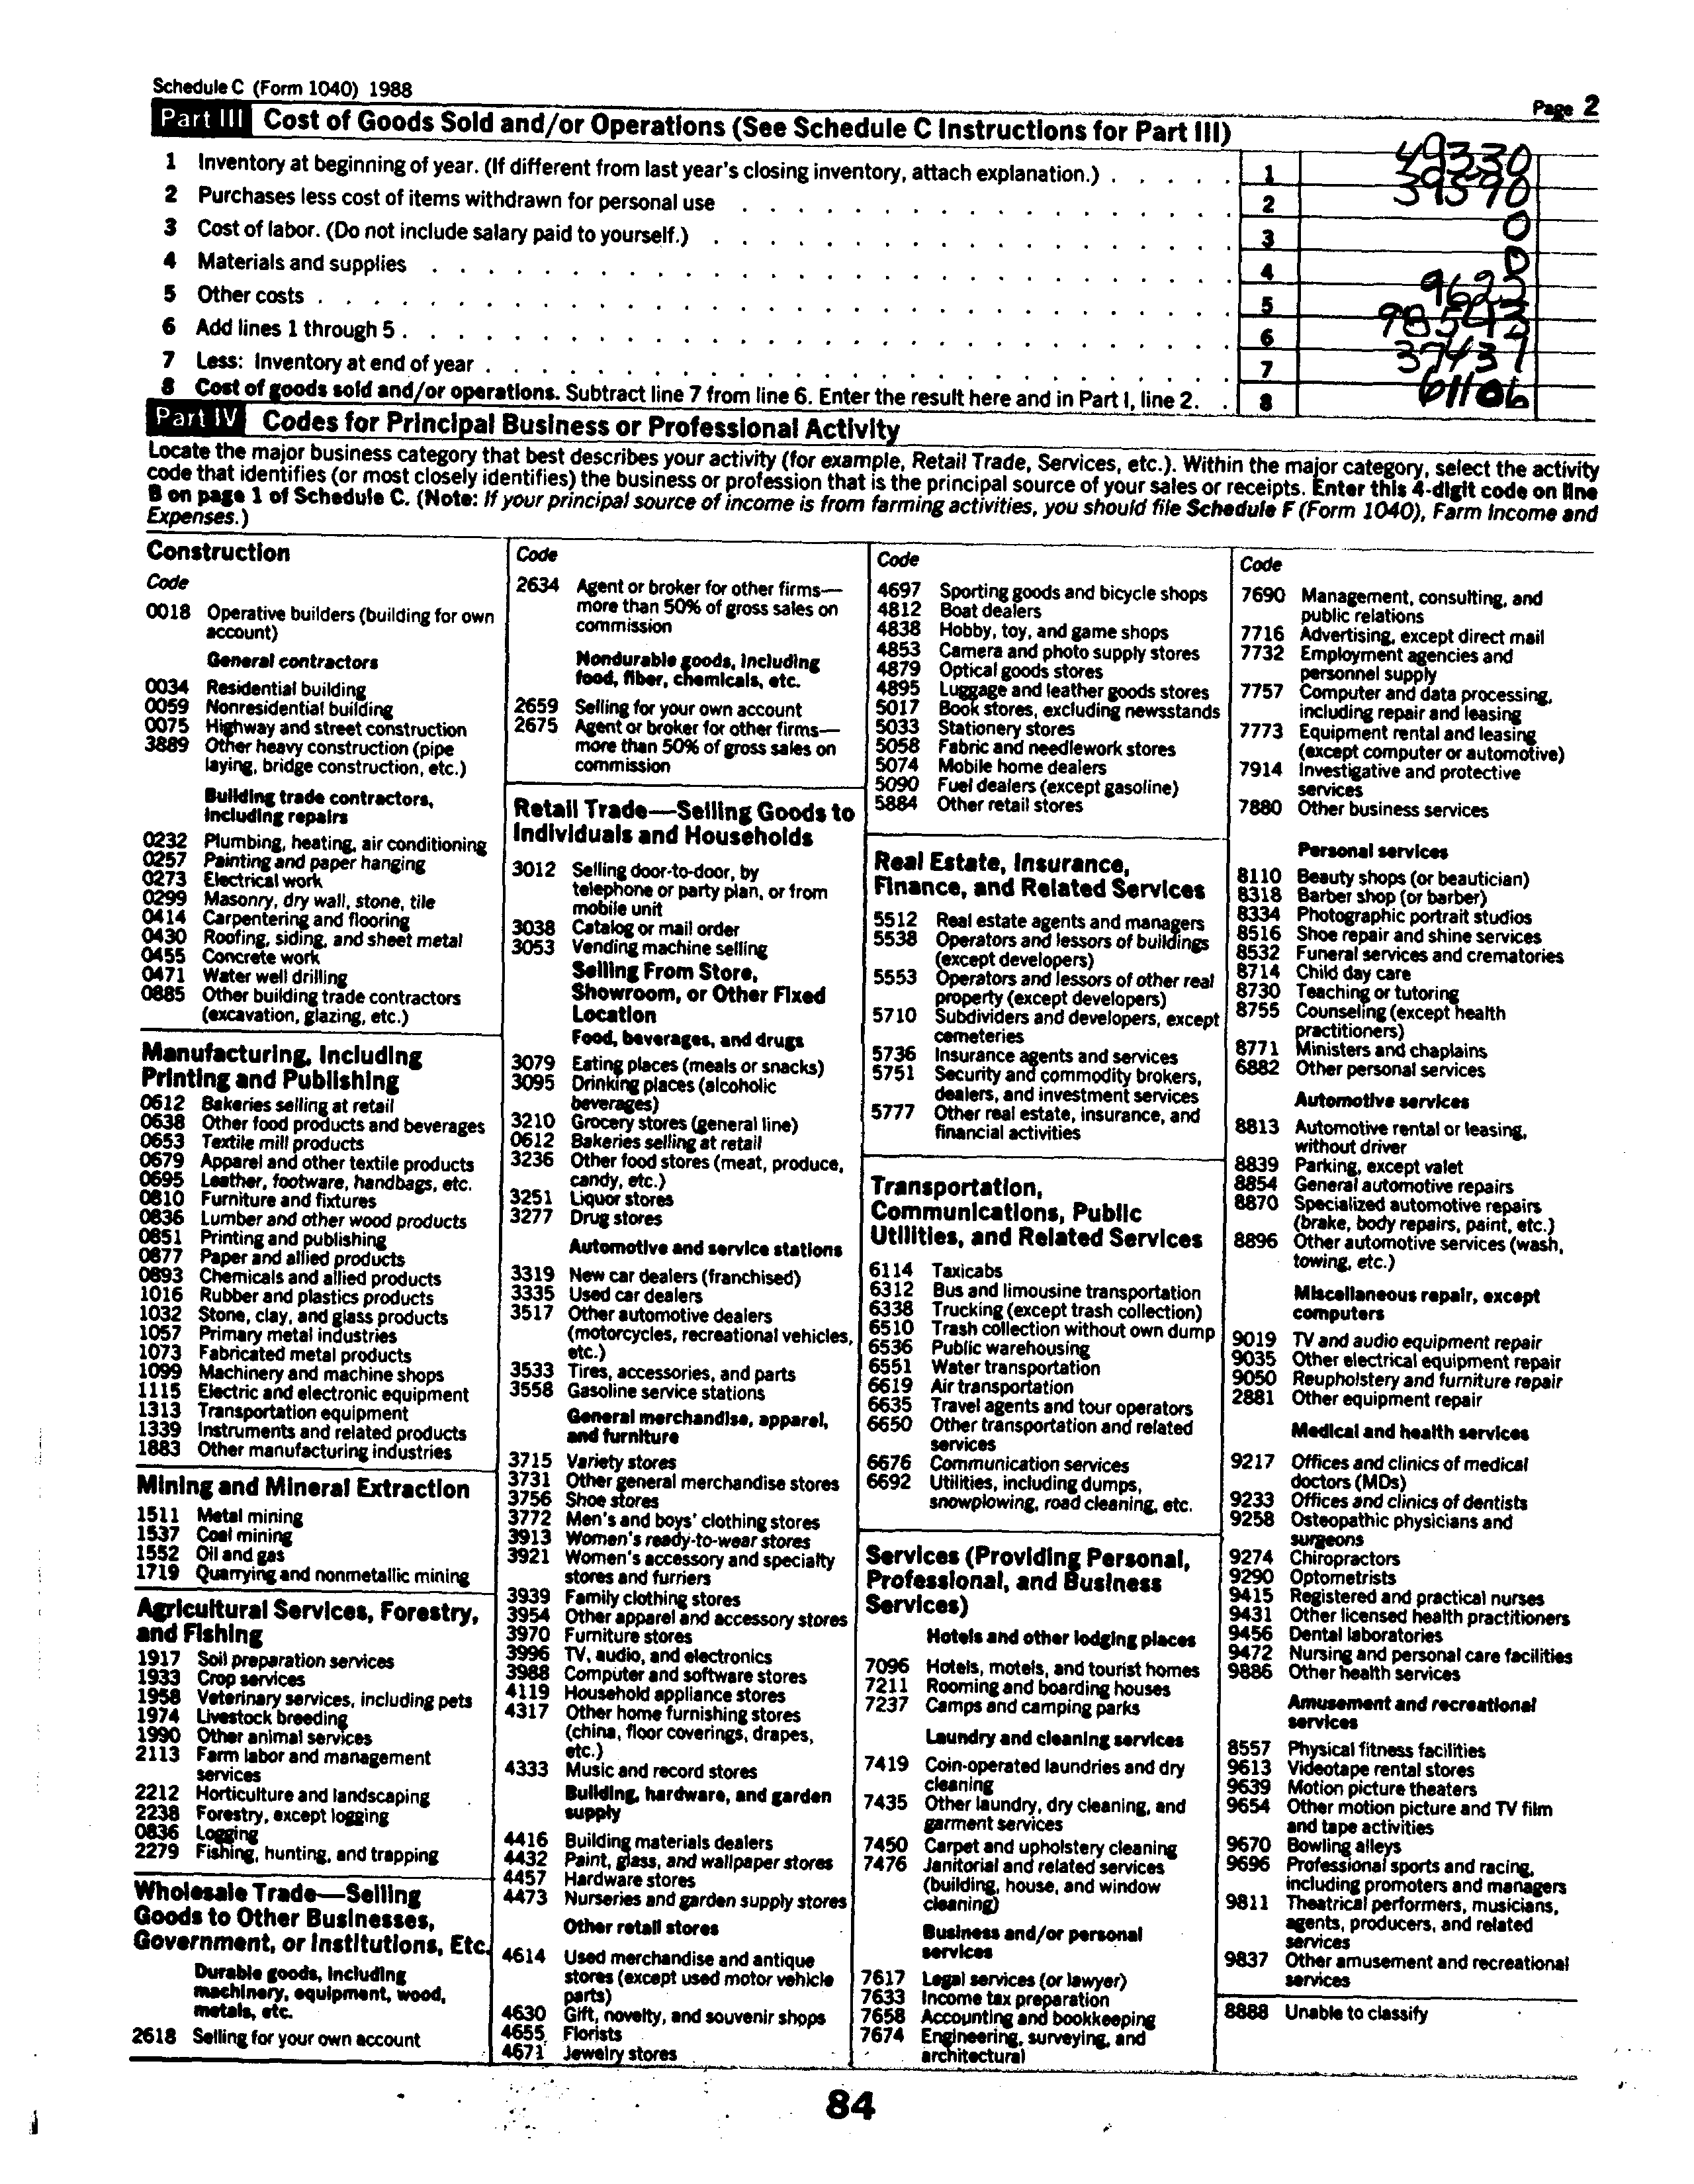 Schedule C (Form 1040) 1988
Page 2
Part III Cost of Goods Sold and/or Operations (See Schedule C Instructions for Part III)
1 Inventory at beginning of year. (If different from last year's closing inventory, attach explanation.) . . . . . 1 49330
2 Purchases less cost of items withdrawn for personal use 2 39590
3 Cost of labor. (Do not include salary paid to yourself.) 3 0
4 Materials and supplies 4 0
5 Other costs 5 9623
6 Add lines 1 through 5 6 98543
7 Less: Inventory at end of year 7 37437
8 Cost of goods sold and/or operations. Subtract line 7 from line 6. Enter the result here and in Part I, line 2. . 8 61106
Part IV Codes for Principal Business or Professional Activity
Locate the major business category that best describes your activity (for example, Retail Trade, Services, etc.). Within the major category, select the activity
code that identifies (or most closely identifies) the business or profession that is the principal source of your sales or receipts. Enter this 4-digit code on line
B on page 1 of Schedule C. (Note: If your principal source of income is from farming activities, you should file Schedule F (Form 1040), Farm Income and
Expenses.)
Construction
Code
0018 Operative builders (building for own
account)
General contractors
0034 Residential building
0059 Nonresidential building
0075 Highway and street construction
3889 Other heavy construction (pipe
laying, bridge construction, etc.)
Building trade contractors,
including repairs
0232 Plumbing, heating, air conditioning
0257 Painting and paper hanging
0273 Electrical work
0299 Masonry, dry wall, stone, tile
0414 Carpentering and flooring
0430 Roofing, siding, and sheet metal
0455 Concrete work
0471 Water well drilling
0885 Other building trade contractors
(excavation, glazing, etc.)
Manufacturing, Including
Printing and Publishing
0612 Bakeries selling at retail
0638 Other food products and beverages
0653 Textile mill products
0679 Apparel and other textile products
0695 Leather, footware, handbags, etc.
0810 Furniture and fixtures
0836 Lumber and other wood products
0851 Printing and publishing
0877 Paper and allied products
0893 Chemicals and allied products
1016 Rubber and plastics products
1032 Stone, clay, and glass products
1057 Primary metal industries
1073 Fabricated metal products
1099 Machinery and machine shops
1115 Electric and electronic equipment
1313 Transportation equipment
1339 Instruments and related products
1883 Other manufacturing industries
Mining and Mineral Extraction
1511 Metal mining
1537 Coal mining
1552 Oil and gas
1719 Quarrying and nonmetallic mining
Agricultural Services, Forestry,
and Fishing
1917 Soil preparation services
1933 Crop services
1958 Veterinary services, including pets
1974 Livestock breeding
1990 Other animal services
2113 Farm labor and management
services
2212 Horticulture and landscaping
2238 Forestry, except logging
0836 Logging
2279 Fishing, hunting, and trapping
Wholesale Trade—Selling
Goods to Other Businesses,
Government, or Institutions, Etc.
Durable goods, including
machinery, equipment, wood,
metals, etc.
2618 Selling for your own account
Code
2634 Agent or broker for other firms—
more than 50% of gross sales on
commission
Nondurable goods, including
food, fiber, chemicals, etc.
2659 Selling for your own account
2675 Agent or broker for other firms—
more than 50% of gross sales on
commission
Retail Trade—Selling Goods to
Individuals and Households
3012 Selling door-to-door, by
telephone or party plan, or from
mobile unit
3038 Catalog or mail order
3053 Vending machine selling
Selling From Store,
Showroom, or Other Fixed
Location
Food, beverages, and drugs
3079 Eating places (meals or snacks)
3095 Drinking places (alcoholic
beverages)
3210 Grocery stores (general line)
0612 Bakeries selling at retail
3236 Other food stores (meat, produce,
candy, etc.)
3251 Liquor stores
3277 Drug stores
Automotive and service stations
3319 New car dealers (franchised)
3335 Used car dealers
3517 Other automotive dealers
(motorcycles, recreational vehicles,
etc.)
3533 Tires, accessories, and parts
3558 Gasoline service stations
General merchandise, apparel,
and furniture
3715 Variety stores
3731 Other general merchandise stores
3756 Shoe stores
3772 Men's and boys' clothing stores
3913 Women's ready-to-wear stores
3921 Women's accessory and specialty
stores and furriers
3939 Family clothing stores
3954 Other apparel and accessory stores
3970 Furniture stores
3996 TV, audio, and electronics
3988 Computer and software stores
4119 Household appliance stores
4317 Other home furnishing stores
(china, floor coverings, drapes,
etc.)
4333 Music and record stores
Building, hardware, and garden
supply
4416 Building materials dealers
4432 Paint, glass, and wallpaper stores
4457 Hardware stores
4473 Nurseries and garden supply stores
Other retail stores
4614 Used merchandise and antique
stores (except used motor vehicle
parts)
4630 Gift, novelty, and souvenir shops
4655 Florists
4671 Jewelry stores
Code
4697 Sporting goods and bicycle shops
4812 Boat dealers
4838 Hobby, toy, and game shops
4853 Camera and photo supply stores
4879 Optical goods stores
4895 Luggage and leather goods stores
5017 Book stores, excluding newsstands
5033 Stationery stores
5058 Fabric and needlework stores
5074 Mobile home dealers
5090 Fuel dealers (except gasoline)
5884 Other retail stores
Real Estate, Insurance,
Finance, and Related Services
5512 Real estate agents and managers
5538 Operators and lessors of buildings
(except developers)
5553 Operators and lessors of other real
property (except developers)
5710 Subdividers and developers, except
cemeteries
5736 Insurance agents and services
5751 Security and commodity brokers,
dealers, and investment services
5777 Other real estate, insurance, and
financial activities
Transportation,
Communications, Public
Utilities, and Related Services
6114 Taxicabs
6312 Bus and limousine transportation
6338 Trucking (except trash collection)
6510 Trash collection without own dump
6536 Public warehousing
6551 Water transportation
6619 Air transportation
6635 Travel agents and tour operators
6650 Other transportation and related
services
6676 Communication services
6692 Utilities, including dumps,
snowplowing, road cleaning, etc.
Services (Providing Personal,
Professional, and Business
Services)
Hotels and other lodging places
7096 Hotels, motels, and tourist homes
7211 Rooming and boarding houses
7237 Camps and camping parks
Laundry and cleaning services
7419 Coin-operated laundries and dry
cleaning
7435 Other laundry, dry cleaning, and
garment services
7450 Carpet and upholstery cleaning
7476 Janitorial and related services
(building, house, and window
cleaning)
Business and/or personal
services
7617 Legal services (or lawyer)
7633 Income tax preparation
7658 Accounting and bookkeeping
7674 Engineering, surveying, and
architectural
Code
7690 Management, consulting, and
public relations
7716 Advertising, except direct mail
7732 Employment agencies and
personnel supply
7757 Computer and data processing,
including repair and leasing
7773 Equipment rental and leasing
(except computer or automotive)
7914 Investigative and protective
services
7880 Other business services
Personal services
8110 Beauty shops (or beautician)
8318 Barber shop (or barber)
8334 Photographic portrait studios
8516 Shoe repair and shine services
8532 Funeral services and crematories
8714 Child day care
8730 Teaching or tutoring
8755 Counseling (except health
practitioners)
8771 Ministers and chaplains
6882 Other personal services
Automotive services
8813 Automotive rental or leasing,
without driver
8839 Parking, except valet
8854 General automotive repairs
8870 Specialized automotive repairs
(brake, body repairs, paint, etc.)
8896 Other automotive services (wash,
towing, etc.)
Miscellaneous repair, except
computers
9019 TV and audio equipment repair
9035 Other electrical equipment repair
9050 Reupholstery and furniture repair
2881 Other equipment repair
Medical and health services
9217 Offices and clinics of medical
doctors (MDs)
9233 Offices and clinics of dentists
9258 Osteopathic physicians and
surgeons
9274 Chiropractors
9290 Optometrists
9415 Registered and practical nurses
9431 Other licensed health practitioners
9456 Dental laboratories
9472 Nursing and personal care facilities
9886 Other health services
Amusement and recreational
services
8557 Physical fitness facilities
9613 Videotape rental stores
9639 Motion picture theaters
9654 Other motion picture and TV film
and tape activities
9670 Bowling alleys
9696 Professional sports and racing,
including promoters and managers
9811 Theatrical performers, musicians,
agents, producers, and related
services
9837 Other amusement and recreational
services
8888 Unable to classify
84